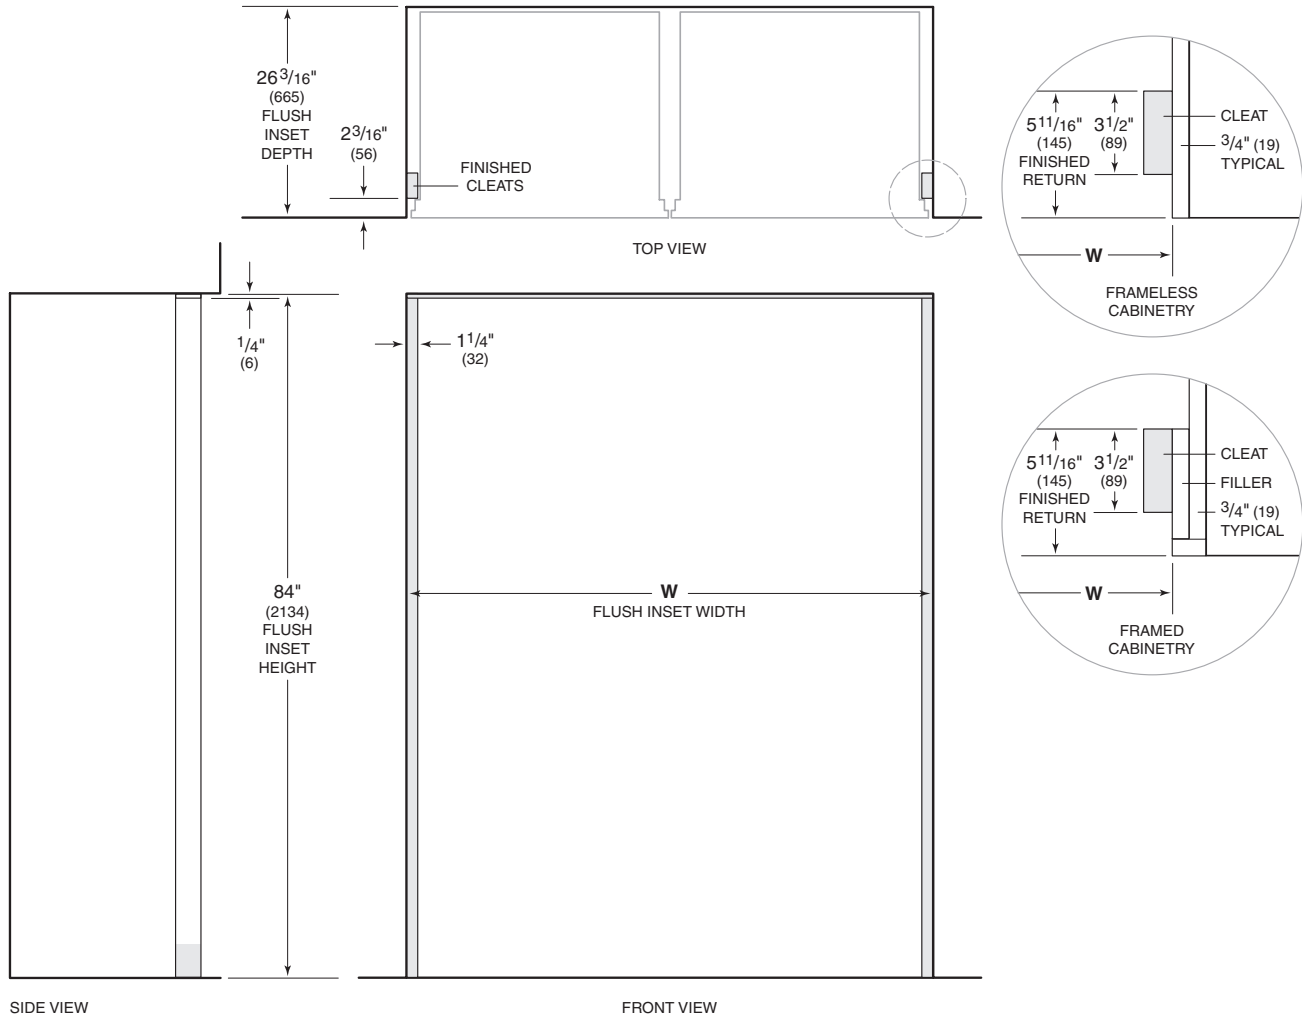 26 3/16"
(665)
FLUSH
INSET
DEPTH
2 3/16"
(56)
FINISHED
CLEATS
TOP VIEW
5 11/16"
(145)
FINISHED
RETURN
3 1/2"
(89)
CLEAT
3/4" (19)
TYPICAL
W
FRAMELESS
CABINETRY
1/4"
(6)
1 1/4"
(32)
84"
(2134)
FLUSH
INSET
HEIGHT
W
FLUSH INSET WIDTH
5 11/16"
(145)
FINISHED
RETURN
3 1/2"
(89)
CLEAT
FILLER
3/4" (19)
TYPICAL
W
FRAMED
CABINETRY
SIDE VIEW
FRONT VIEW